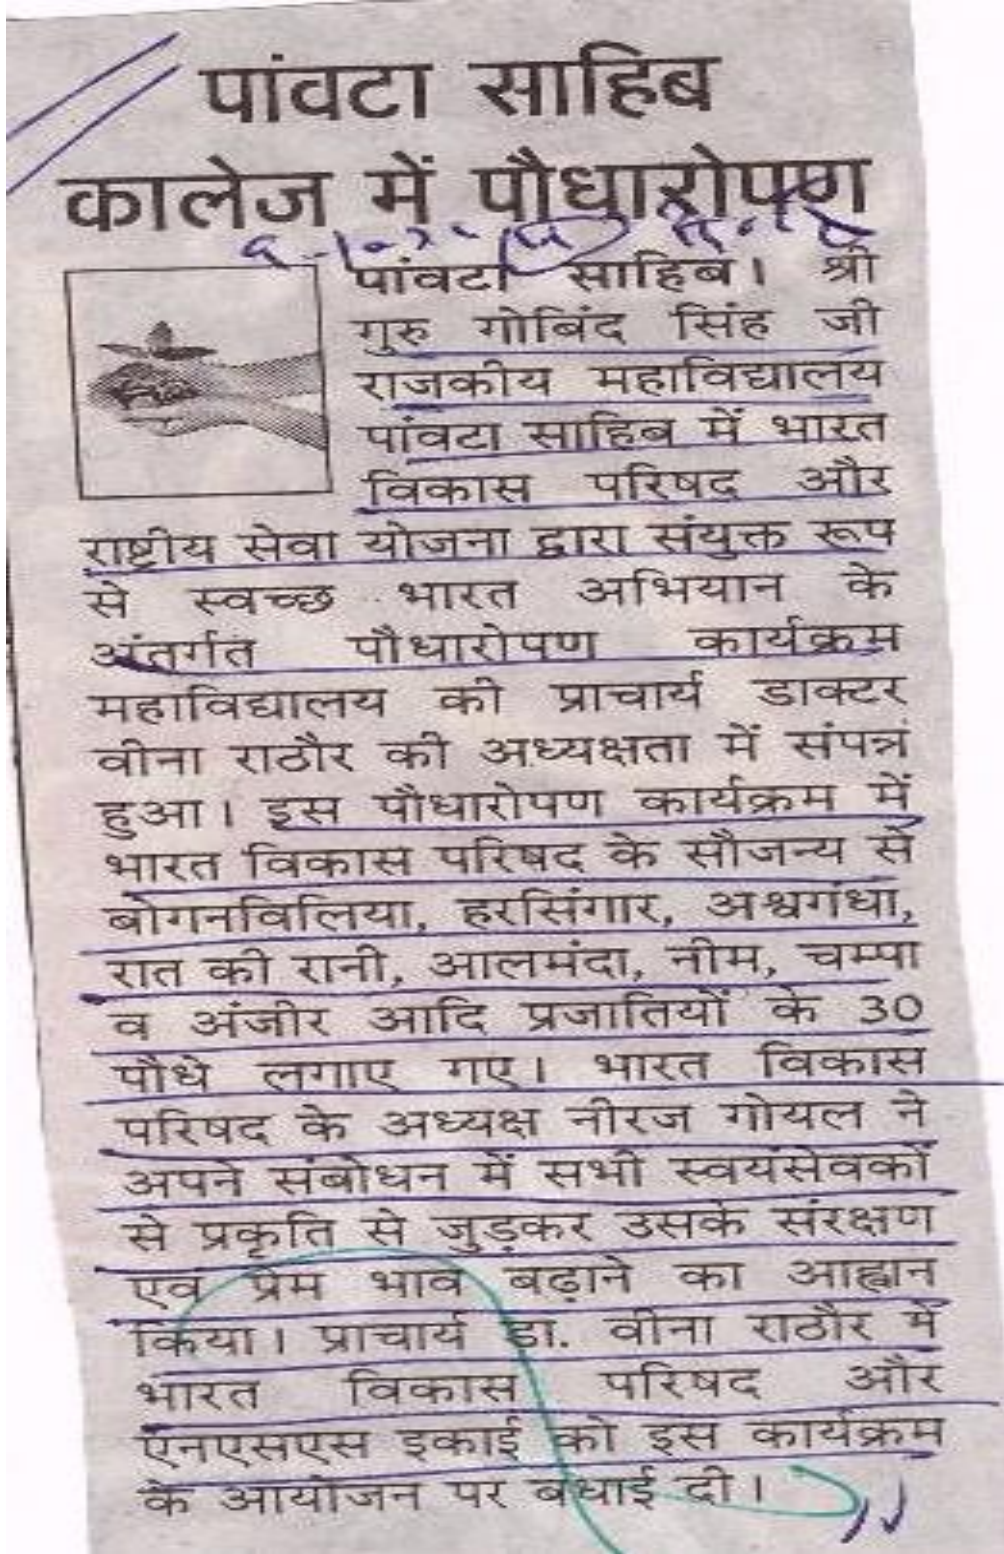 पांवटा साहिब
कालेज में पौधारोपण
पांवटा साहिब। श्री
गुरु गोबिंद सिंह जी
राजकीय महाविद्यालय
पांवटा साहिब में भारत
विकास परिषद और
राष्ट्रीय सेवा योजना द्वारा संयुक्त रूप
से स्वच्छ भारत अभियान के
अंतर्गत पौधारोपण कार्यक्रम
महाविद्यालय की प्राचार्य डाक्टर
वीना राठौर की अध्यक्षता में संपन्न
हुआ। इस पौधारोपण कार्यक्रम में
भारत विकास परिषद के सौजन्य से
बोगनविलिया, हरसिंगार, अश्वगंधा,
रात की रानी, आलमंदा, नीम, चम्पा
व अंजीर आदि प्रजातियों के 30
पौधे लगाए गए। भारत विकास
परिषद के अध्यक्ष नीरज गोयल ने
अपने संबोधन में सभी स्वयंसेवकों
से प्रकृति से जुड़कर उसके संरक्षण
एवं प्रेम भाव बढ़ाने का आह्वान
किया। प्राचार्य डा. वीना राठौर में
भारत विकास परिषद और
एनएसएस इकाई को इस कार्यक्रम
के आयोजन पर बधाई दी।